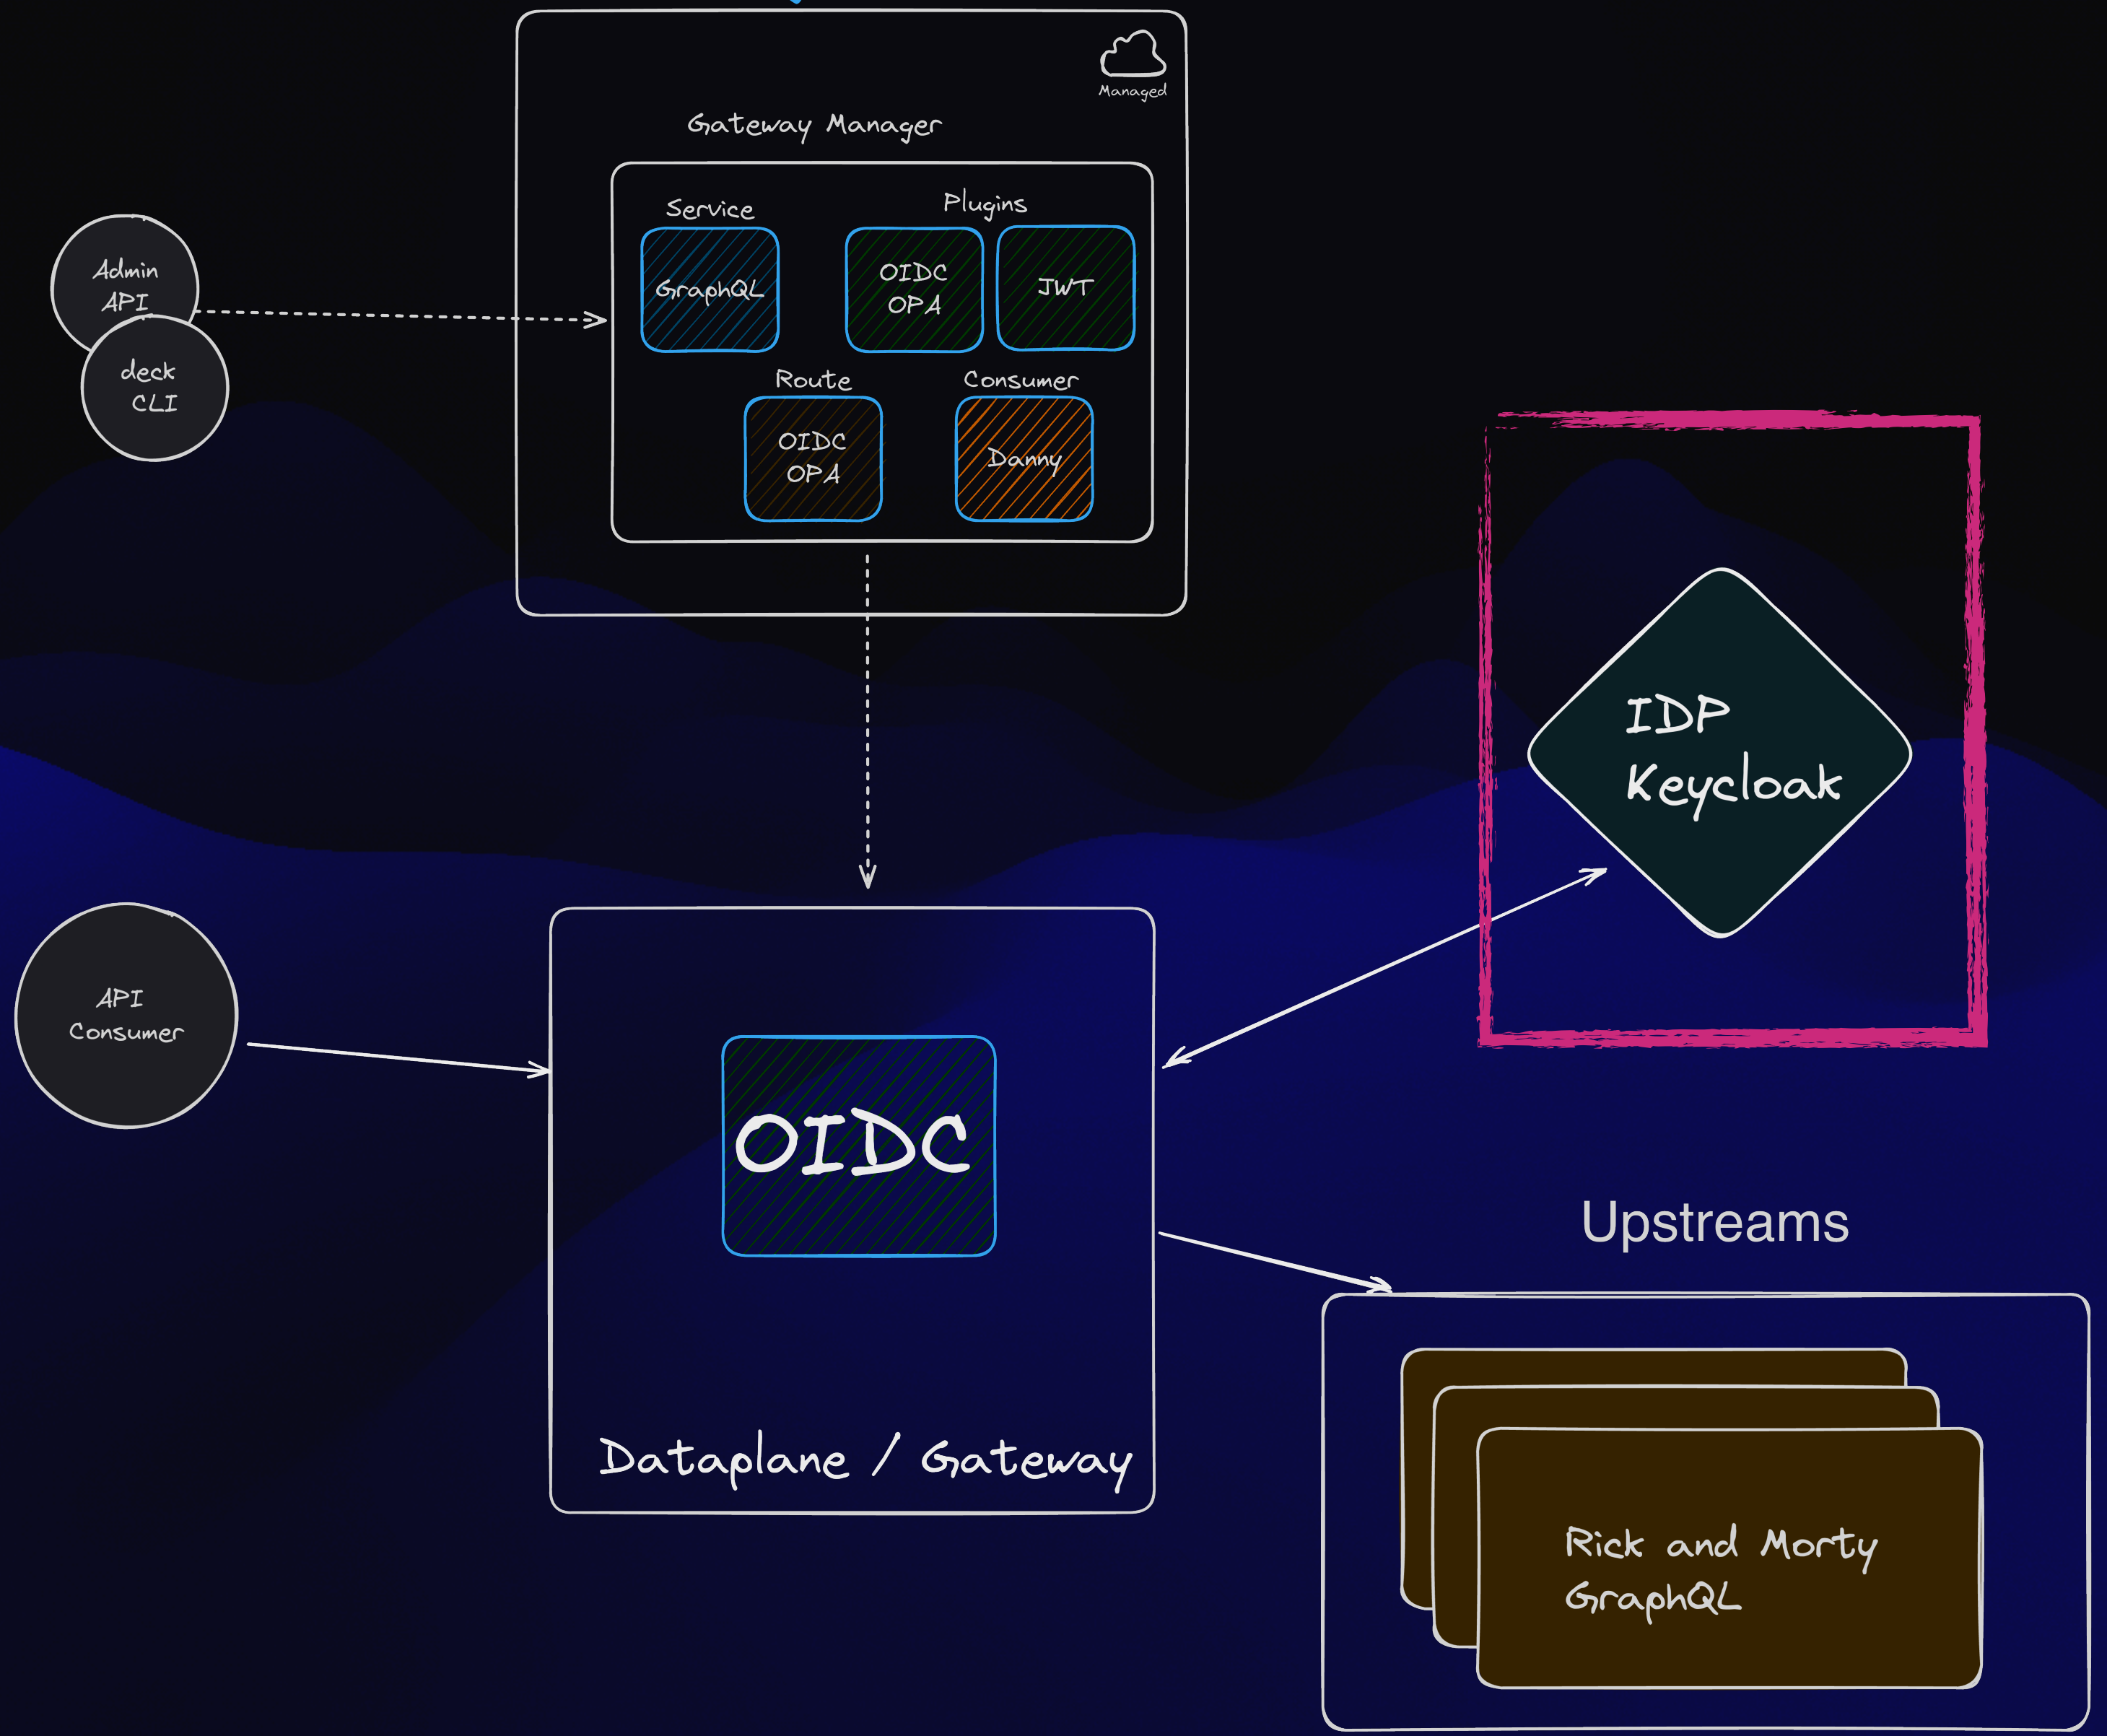 Managed
Gateway Manager
Service
Plugins
GraphQL
OIDC
OPA
JWT
Route
Consumer
OIDC
OPA
Danny
Admin
API
deck
CLI
IDP
Keycloak
API
Consumer
OIDC
Dataplane / Gateway
Upstreams
Rick and Morty
GraphQL